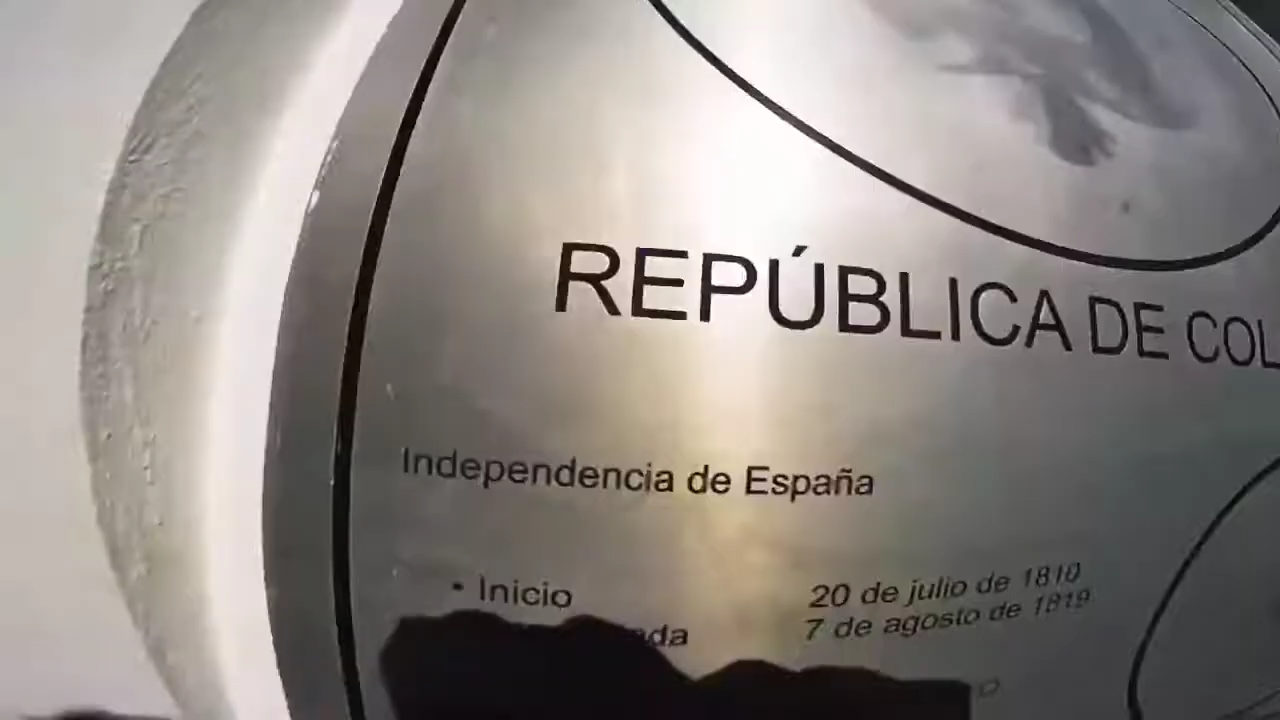 REPÚBLICA DE COL
Independencia de España
• Inicio 20 de julio de 1810
7 de agosto de 1819